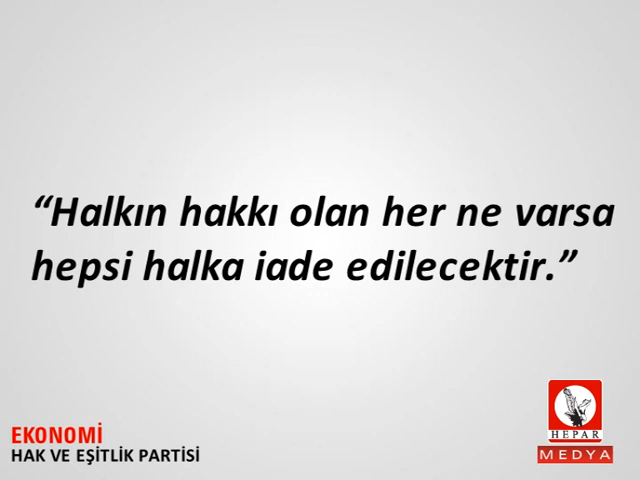 “Halkın hakkı olan her ne varsa
hepsi halka iade edilecektir.”
EKONOMİ
HAK VE EŞİTLİK PARTİSİ
HEPAR
MEDYA